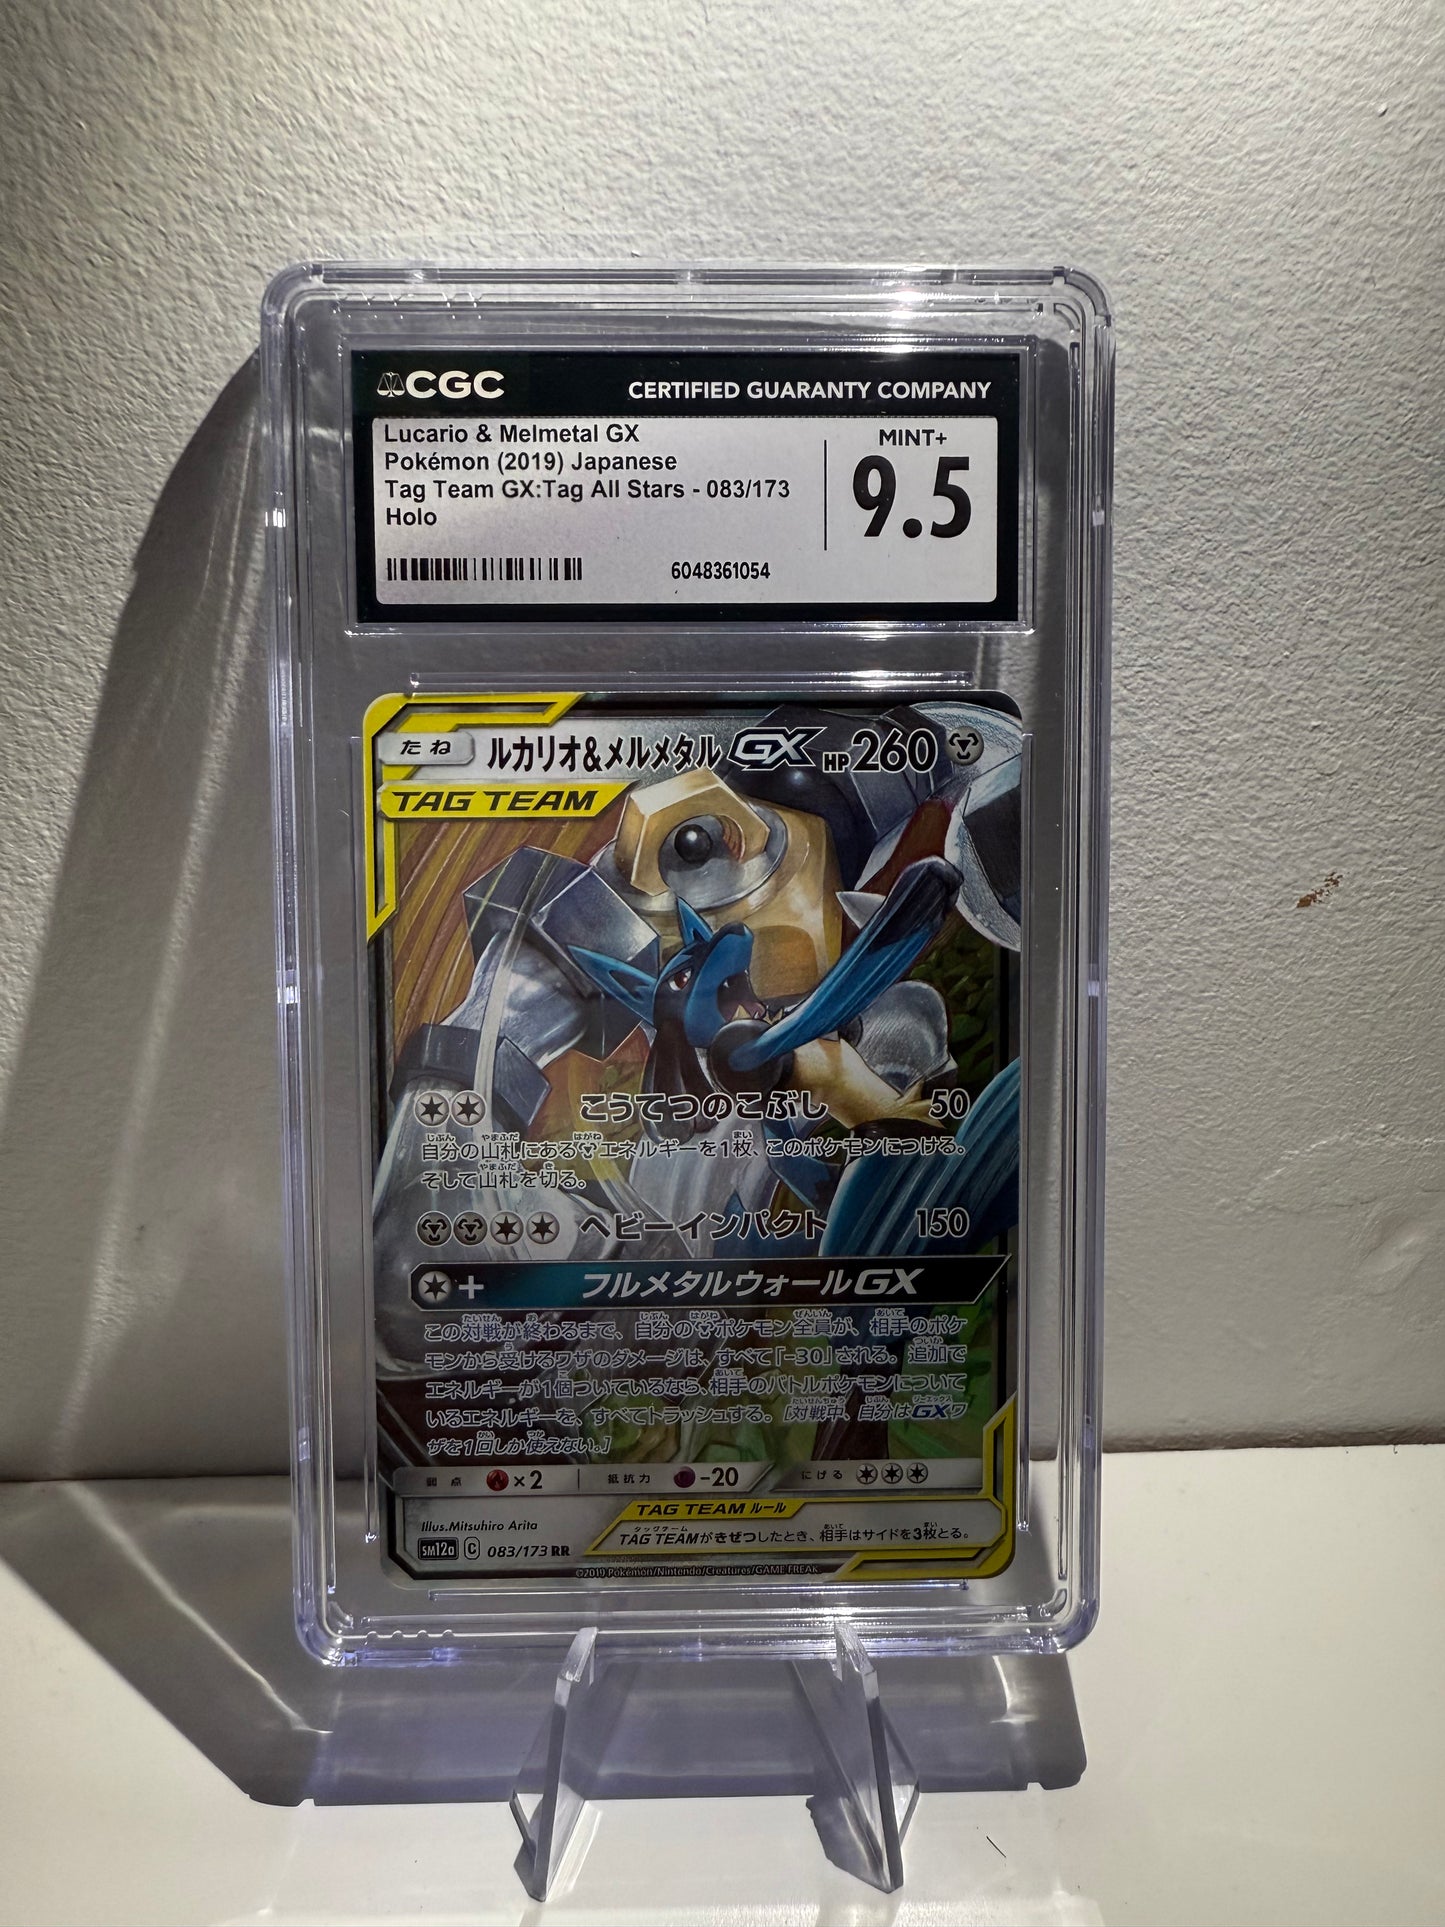 CGC
CERTIFIED GUARANTY COMPANY
Lucario & Melmetal GX
Pokémon (2019) Japanese
Tag Team GX:Tag All Stars - 083/173
Holo
MINT+
9.5
6048361054
たね ルカリオ&メルメタルGX HP260
TAG TEAM
こうてつのこぶし 50
自分の山札にあるエネルギーを1枚、このポケモンにつける。
そして山札を切る。
ヘビーインパクト 150
+ フルメタルウォールGX
この対戦が終わるまで、自分のポケモン全員が、相手のポケ
モンから受けるワザのダメージは、すべて「-30」される。追加で
エネルギーが1個ついているなら、相手のバトルポケモンについて
いるエネルギーを、すべてトラッシュする。[対戦中、自分はGXワ
ザを1回しか使えない。]
弱点 ×2 抵抗力 -20 にげる
TAG TEAM ルール
Illus.Mitsuhiro Arita
TAG TEAMがきぜつしたとき、相手はサイドを3枚とる。
SM12a C 083/173 RR
©2019 Pokémon/Nintendo/Creatures/GAME FREAK